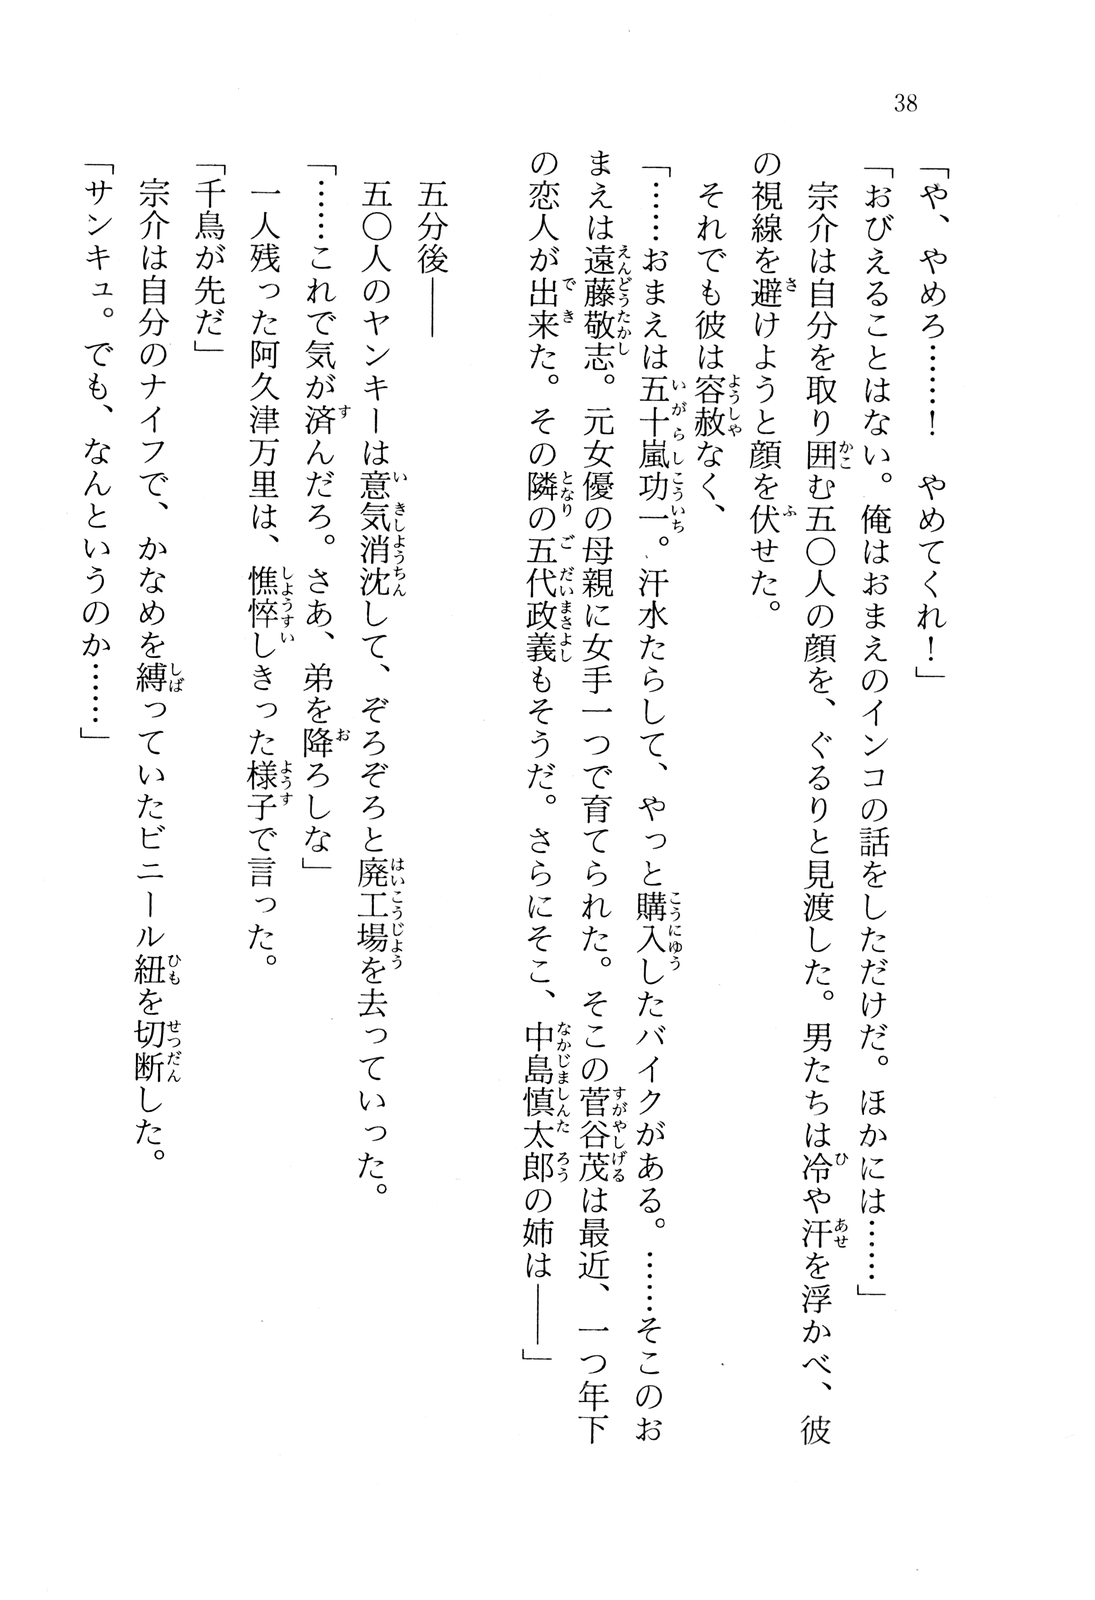 38
「や、やめろ……！　やめてくれ！」
「おびえることはない。俺はおまえのインコの話をしただけだ。ほかには……」
　宗介は自分を取り囲む五〇人の顔を、ぐるりと見渡した。男たちは冷や汗を浮かべ、彼
の視線を避けようと顔を伏せた。
　それでも彼は容赦なく、
「……おまえは五十嵐功一。汗水たらして、やっと購入したバイクがある。……そこのお
まえは遠藤敬志。元女優の母親に女手一つで育てられた。そこの菅谷茂は最近、一つ年下
の恋人が出来た。その隣の五代政義もそうだ。さらにそこ、中島慎太郎の姉は――」
　五分後――
　五〇人のヤンキーは意気消沈して、ぞろぞろと廃工場を去っていった。
「……これで気が済んだろ。さあ、弟を降ろしな」
　一人残った阿久津万里は、憔悴しきった様子で言った。
「千鳥が先だ」
　宗介は自分のナイフで、かなめを縛っていたビニール紐を切断した。
「サンキュ。でも、なんというのか……」